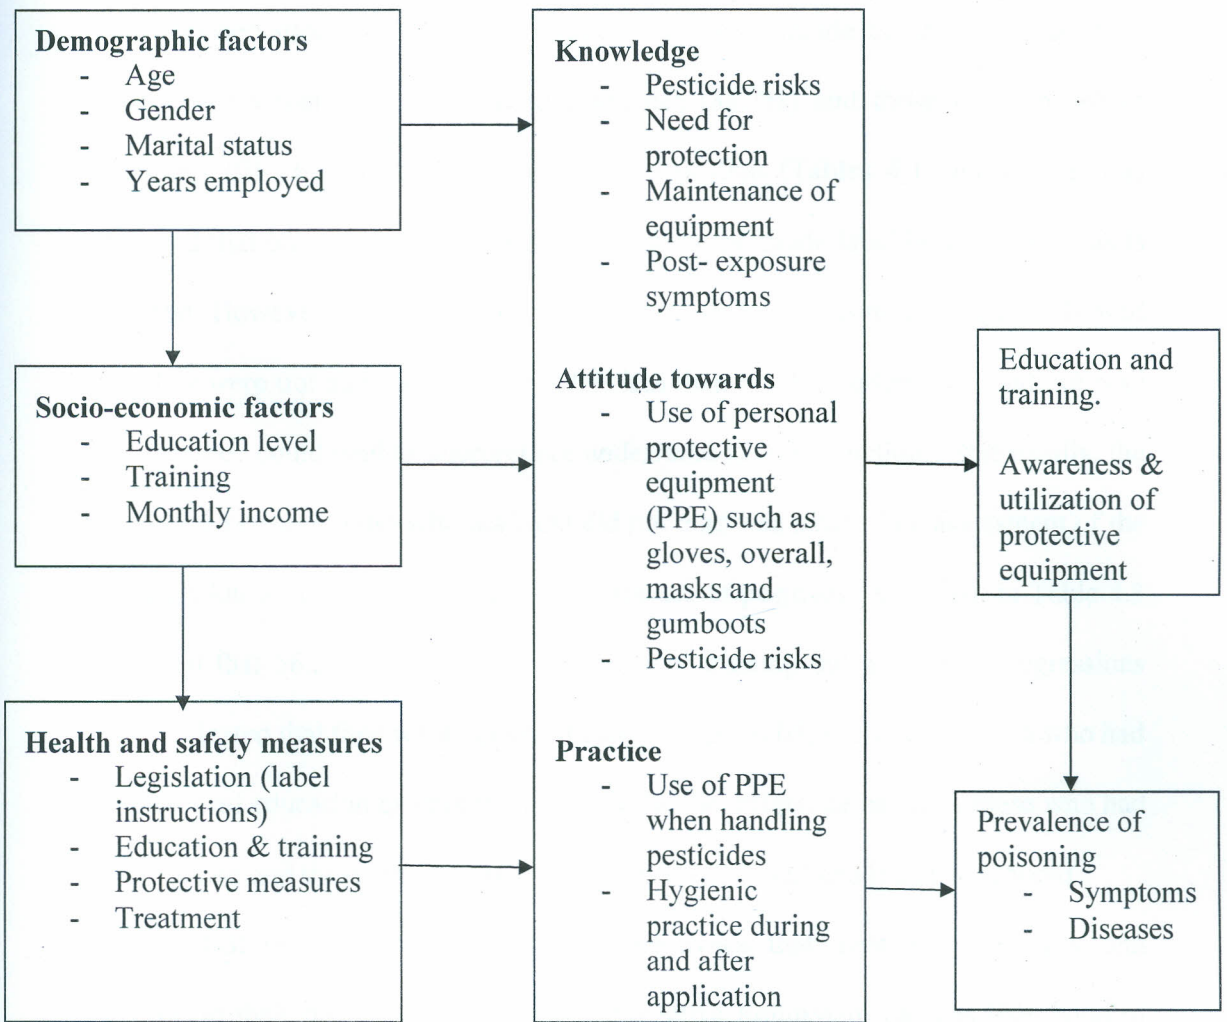 Demographic factors
- Age
- Gender
- Marital status
- Years employed
Socio-economic factors
- Education level
- Training
- Monthly income
Health and safety measures
- Legislation (label
instructions)
- Education & training
- Protective measures
- Treatment
Knowledge
- Pesticide risks
- Need for
protection
- Maintenance of
equipment
- Post- exposure
symptoms
Attitude towards
- Use of personal
protective
equipment
(PPE) such as
gloves, overall,
masks and
gumboots
- Pesticide risks
Practice
- Use of PPE
when handling
pesticides
- Hygienic
practice during
and after
application
Education and
training.
Awareness &
utilization of
protective
equipment
Prevalence of
poisoning
- Symptoms
- Diseases